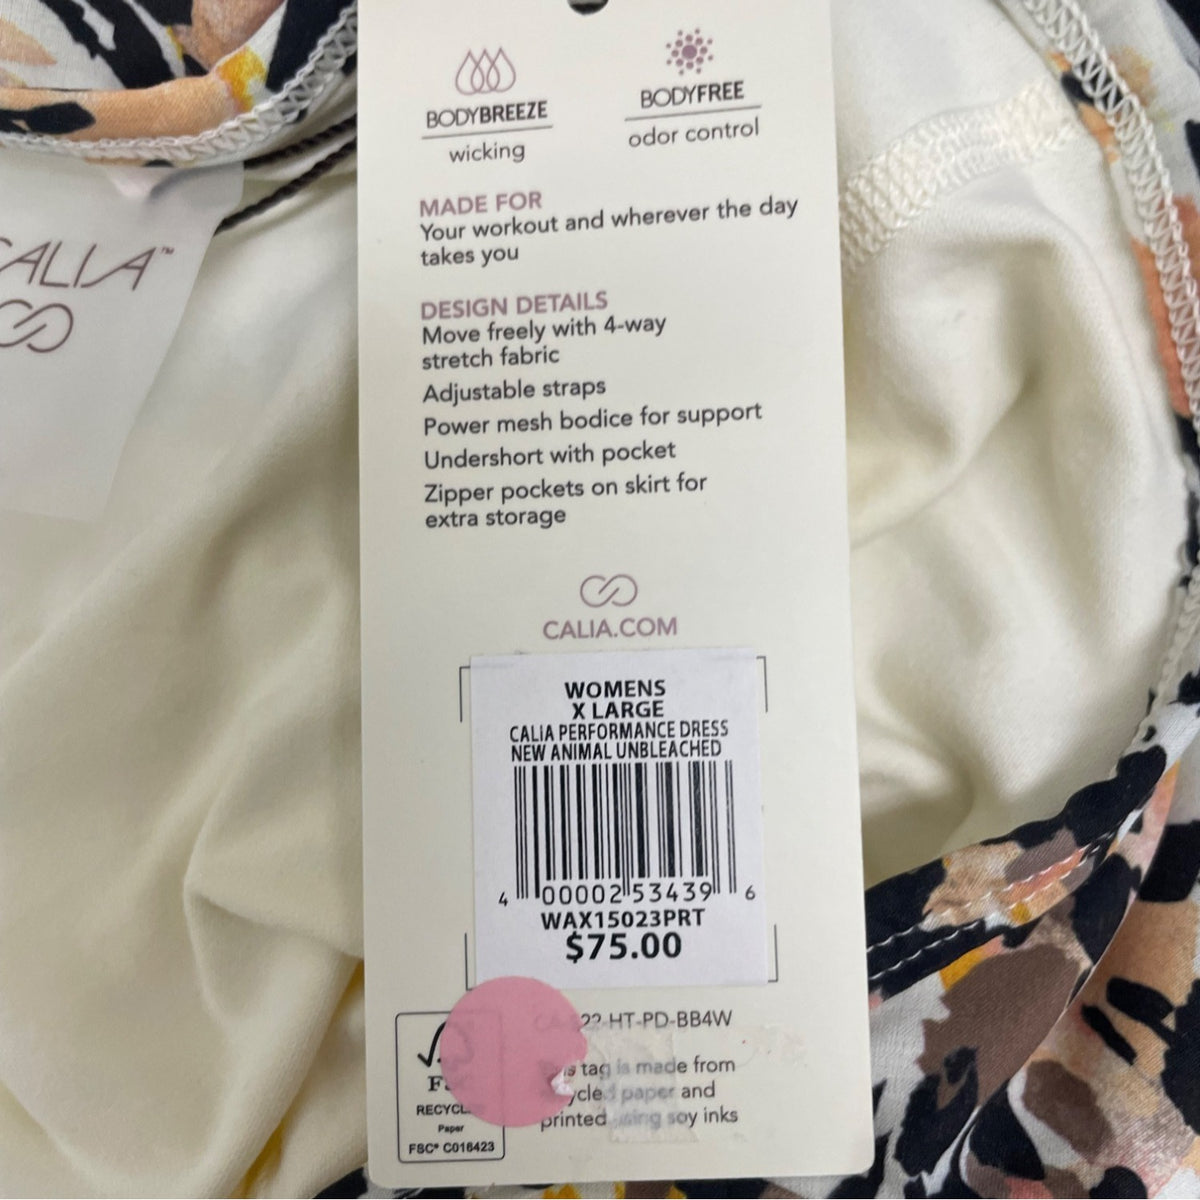 CALIA™
BODYBREEZE
wicking
BODYFREE
odor control
MADE FOR
Your workout and wherever the day
takes you
DESIGN DETAILS
Move freely with 4-way
stretch fabric
Adjustable straps
Power mesh bodice for support
Undershort with pocket
Zipper pockets on skirt for
extra storage
CALIA.COM
WOMENS
X LARGE
CALIA PERFORMANCE DRESS
NEW ANIMAL UNBLEACHED
4 00002 53439 6
WAX15023PRT
$75.00
22-HT-PD-BB4W
tag is made from
paper and
printed using soy inks
Paper
FSC® C016423